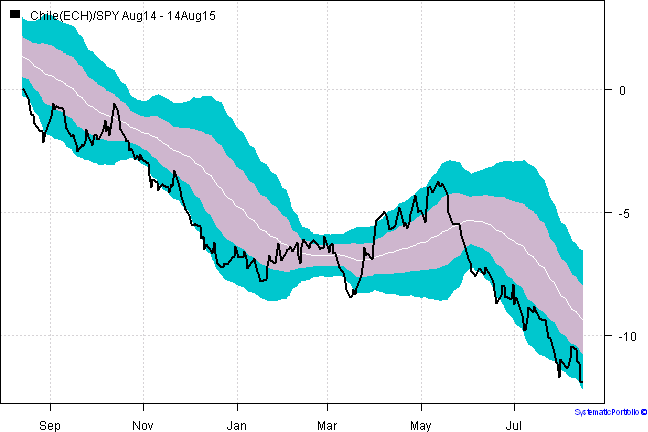 Chile(ECH)/SPY Aug14 - 14Aug15
0
-5
-10
Sep Nov Jan Mar May Jul
SystematicPortfolio ©